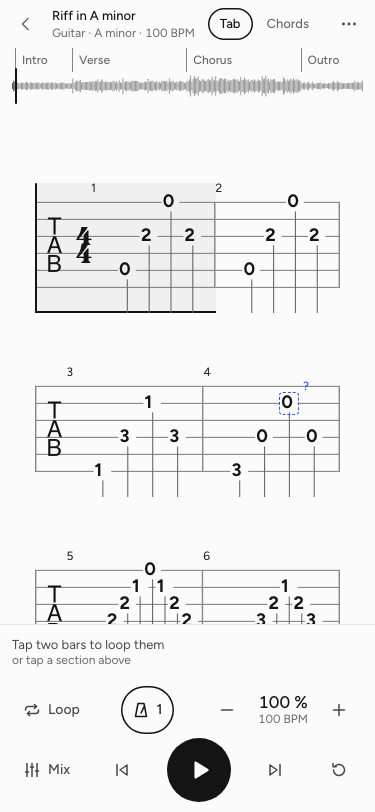 Riff in A minor
Guitar · A minor · 100 BPM
Tab
Chords
Intro
Verse
Chorus
Outro
1
2
T
A
B
4
4
0
2
0
2
0
2
0
2
3
4
T
A
B
1
3
1
3
3
0
0
0
?
5
6
T
A
2
2
1
0
1
2
2
3
2
1
2
3
Tap two bars to loop them
or tap a section above
Loop
1
100 %
100 BPM
Mix